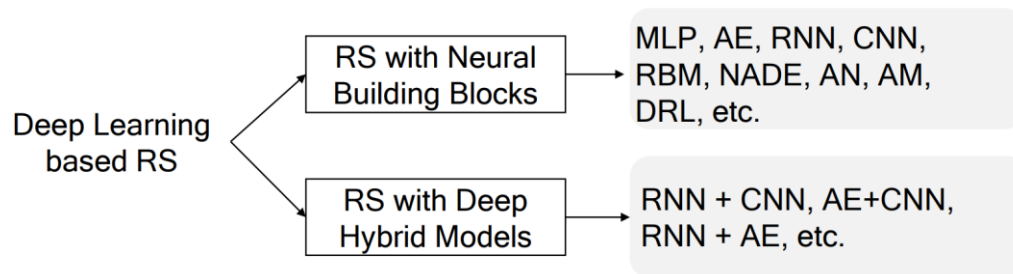 Deep Learning
based RS
RS with Neural
Building Blocks
MLP, AE, RNN, CNN,
RBM, NADE, AN, AM,
DRL, etc.
RS with Deep
Hybrid Models
RNN + CNN, AE+CNN,
RNN + AE, etc.